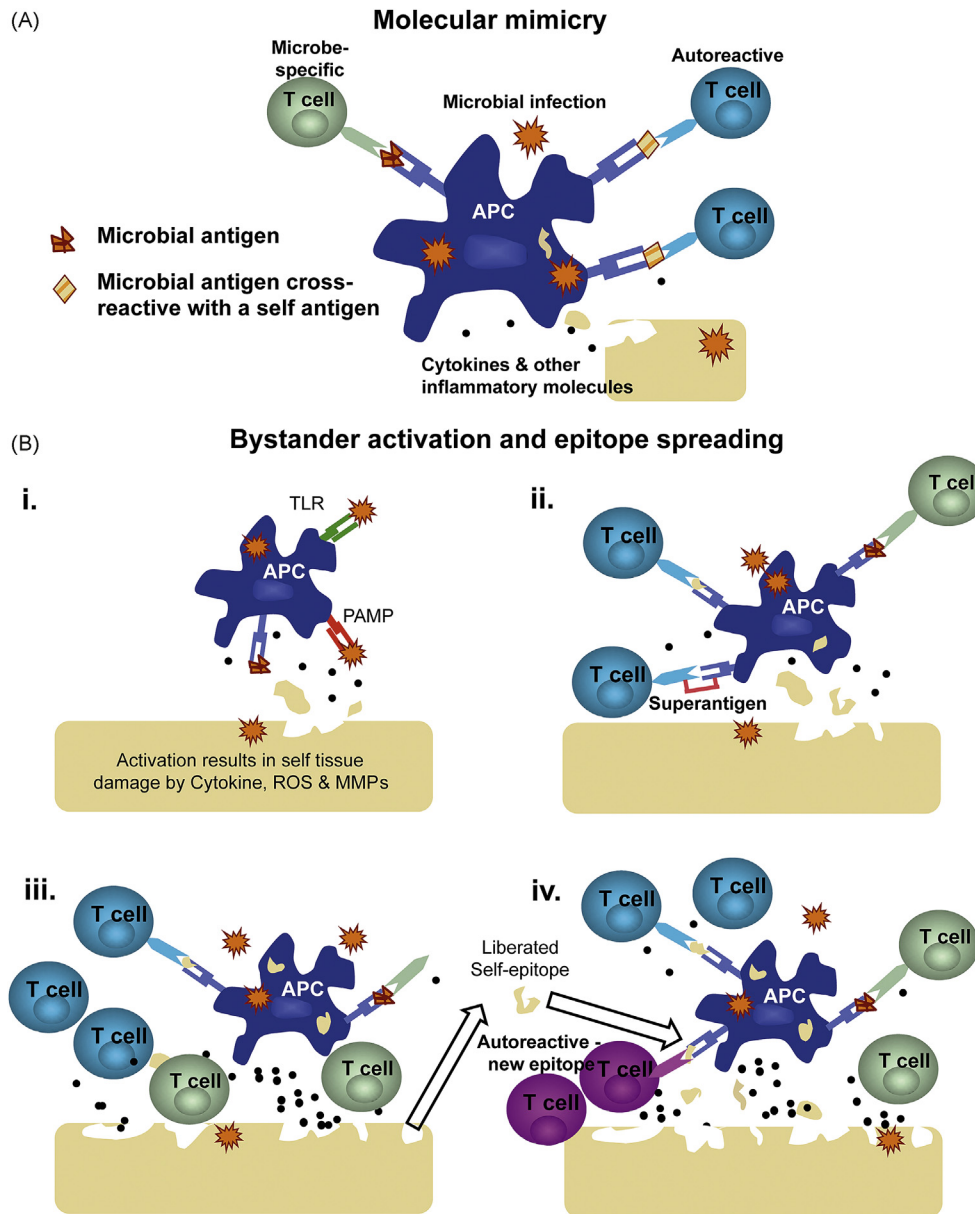 (A)
Molecular mimicry
Microbe-
specific
T cell
Microbial infection
Autoreactive
T cell
APC
T cell
Microbial antigen
Microbial antigen cross-
reactive with a self antigen
Cytokines & other
inflammatory molecules
(B)
Bystander activation and epitope spreading
i.
TLR
APC
PAMP
Activation results in self tissue
damage by Cytokine, ROS & MMPs
ii.
T cell
T cell
APC
T cell
Superantigen
iii.
T cell
APC
T cell
T cell
T cell
T cell
Liberated
Self-epitope
iv.
T cell
T cell
T cell
APC
Autoreactive -
new epitope
T cell
T cell
T cell